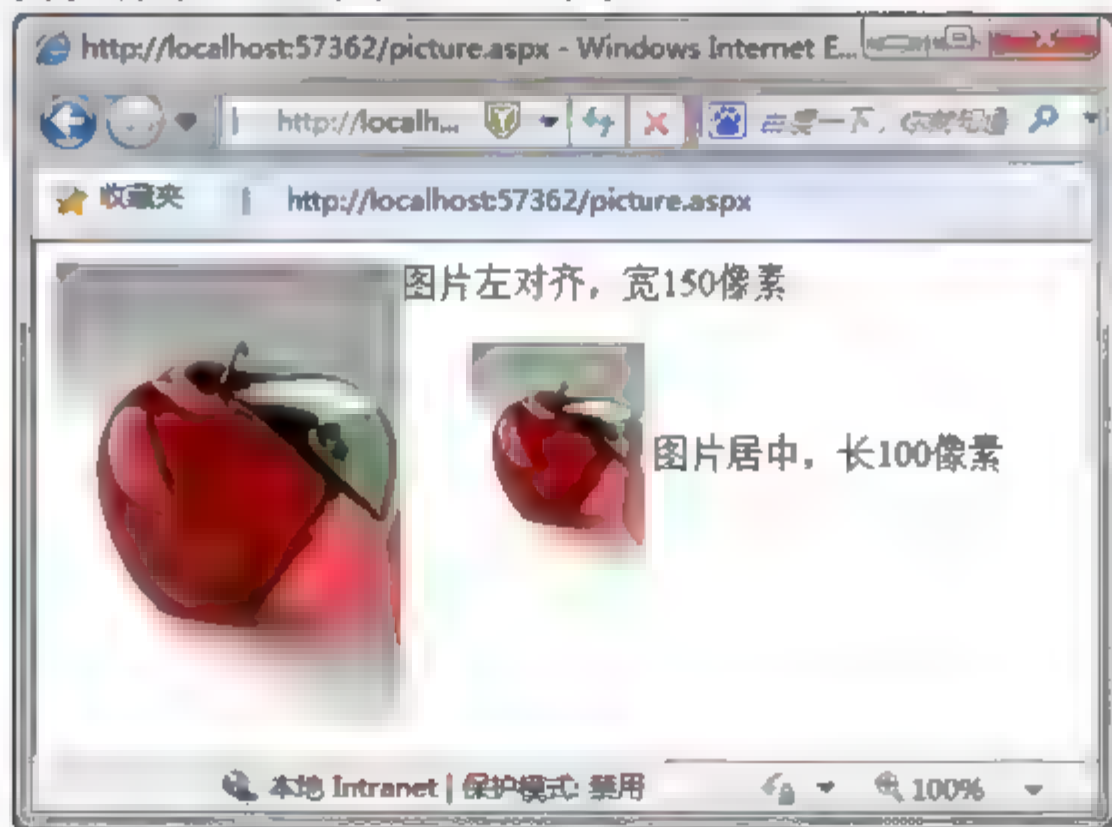 http://localhost:57362/picture.aspx - Windows Internet E...
http://localh...
收藏夹
http://localhost:57362/picture.aspx
图片左对齐，宽150像素
图片居中，长100像素
本地 Intranet | 保护模式: 禁用
100%